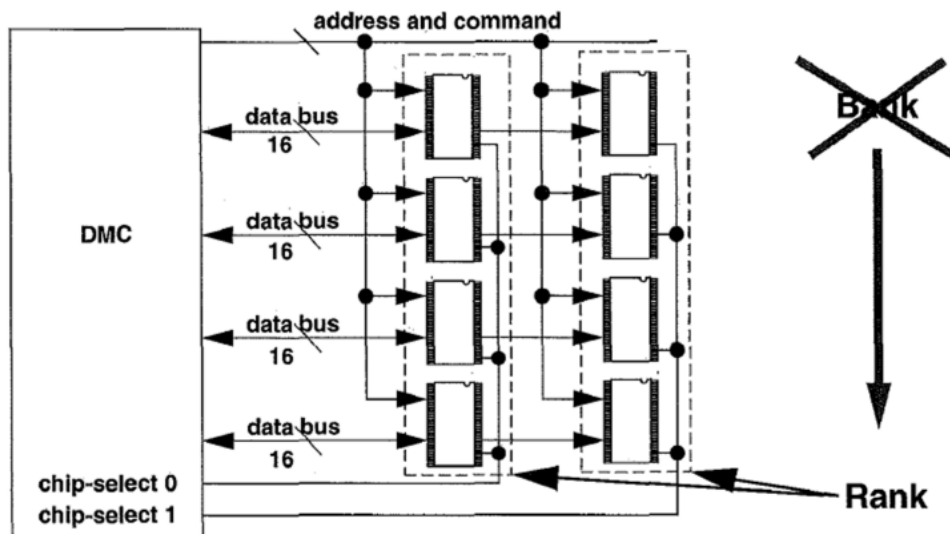 address and command
Bank
data bus
16
DMC
data bus
16
data bus
16
data bus
16
chip-select 0
chip-select 1
Rank